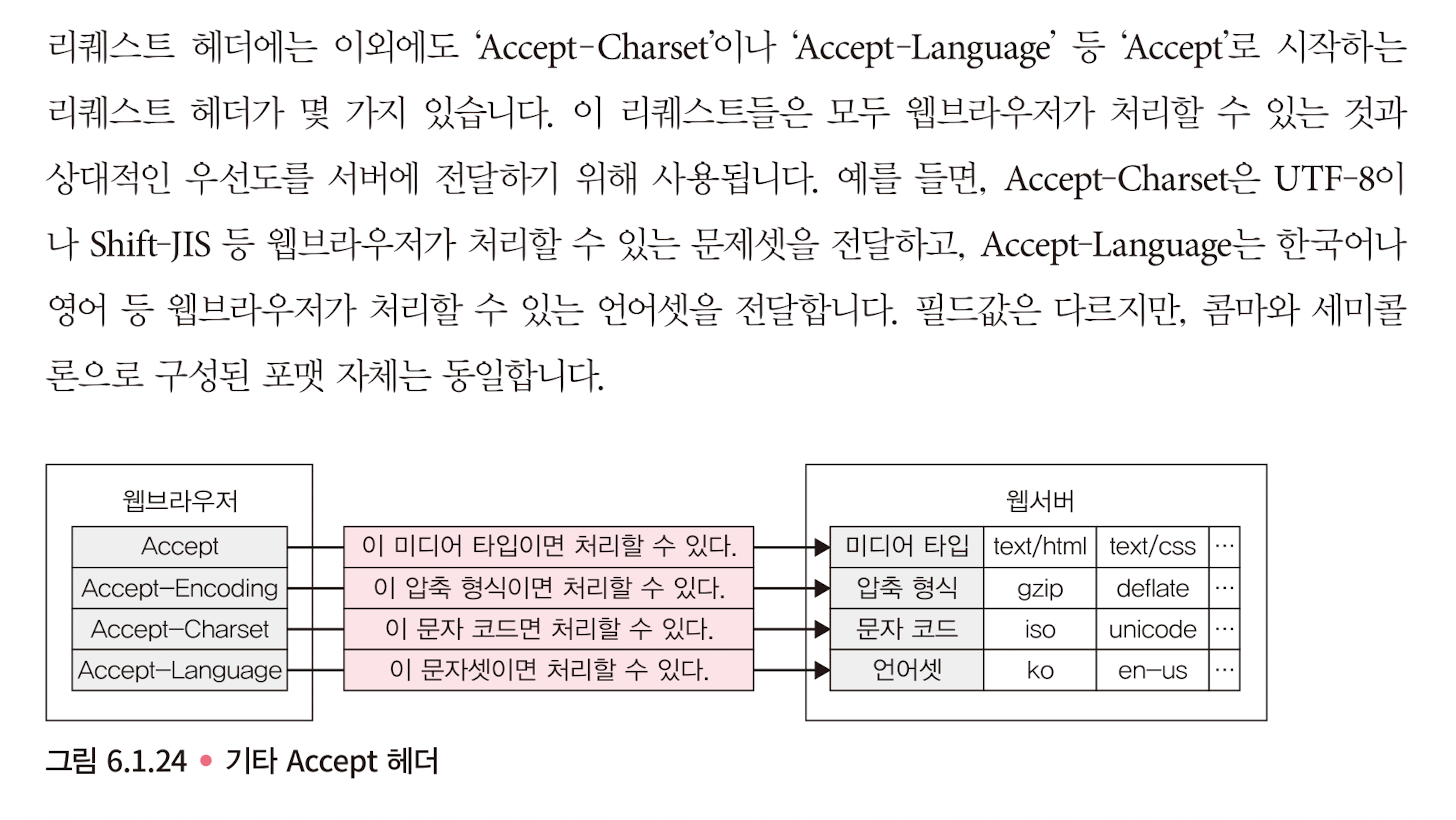 리퀘스트 헤더에는 이외에도 ‘Accept-Charset’이나 ‘Accept-Language’ 등 ‘Accept’로 시작하는
리퀘스트 헤더가 몇 가지 있습니다. 이 리퀘스트들은 모두 웹브라우저가 처리할 수 있는 것과
상대적인 우선도를 서버에 전달하기 위해 사용됩니다. 예를 들면, Accept-Charset은 UTF-8이
나 Shift-JIS 등 웹브라우저가 처리할 수 있는 문제셋을 전달하고, Accept-Language는 한국어나
영어 등 웹브라우저가 처리할 수 있는 언어셋을 전달합니다. 필드값은 다르지만, 콤마와 세미콜
론으로 구성된 포맷 자체는 동일합니다.
웹브라우저 웹서버
Accept 이 미디어 타입이면 처리할 수 있다. 미디어 타입 text/html text/css …
Accept-Encoding 이 압축 형식이면 처리할 수 있다. 압축 형식 gzip deflate …
Accept-Charset 이 문자 코드면 처리할 수 있다. 문자 코드 iso unicode …
Accept-Language 이 문자셋이면 처리할 수 있다. 언어셋 ko en-us …
그림 6.1.24 • 기타 Accept 헤더